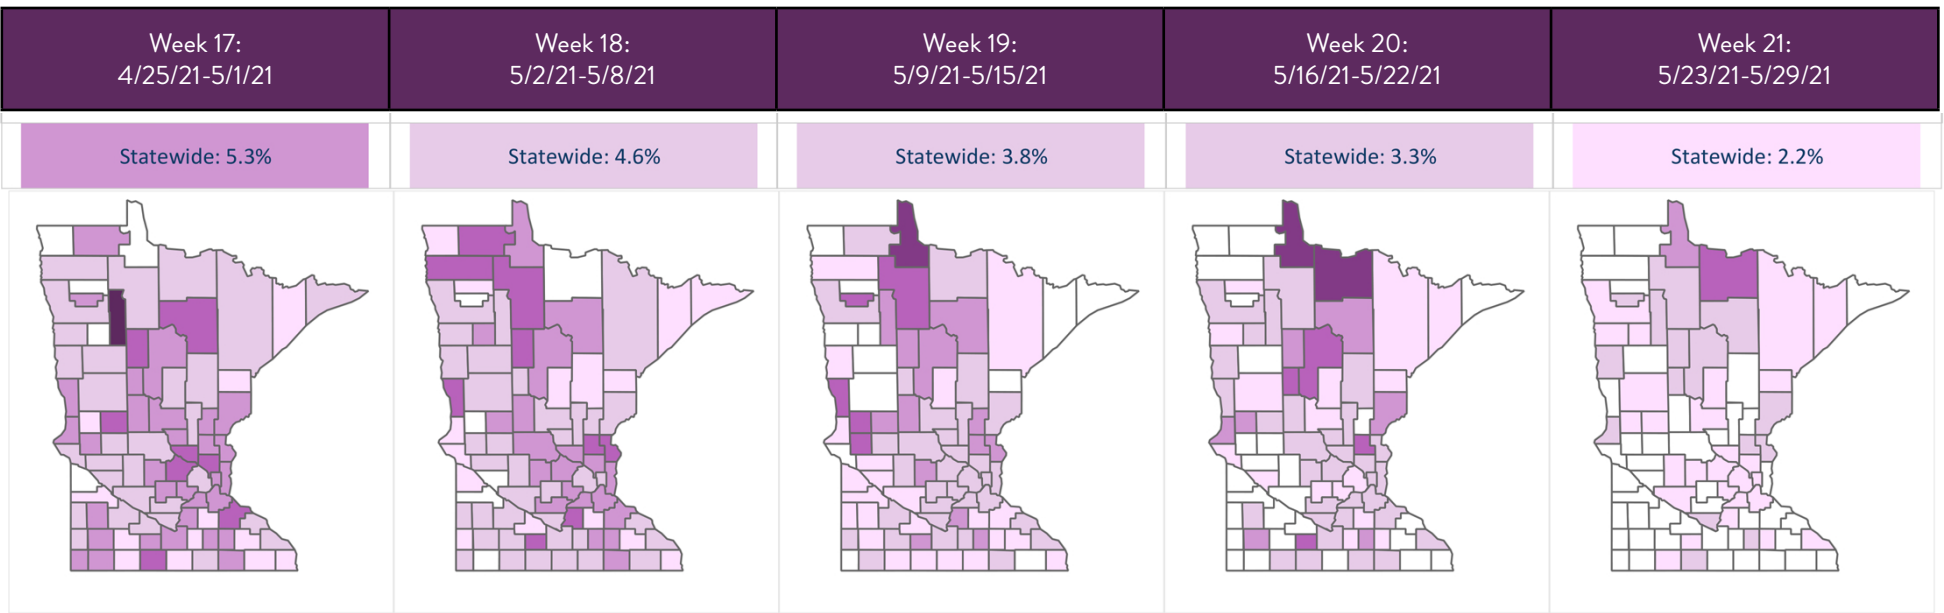 Week 17:
4/25/21-5/1/21
Week 18:
5/2/21-5/8/21
Week 19:
5/9/21-5/15/21
Week 20:
5/16/21-5/22/21
Week 21:
5/23/21-5/29/21
Statewide: 5.3%
Statewide: 4.6%
Statewide: 3.8%
Statewide: 3.3%
Statewide: 2.2%